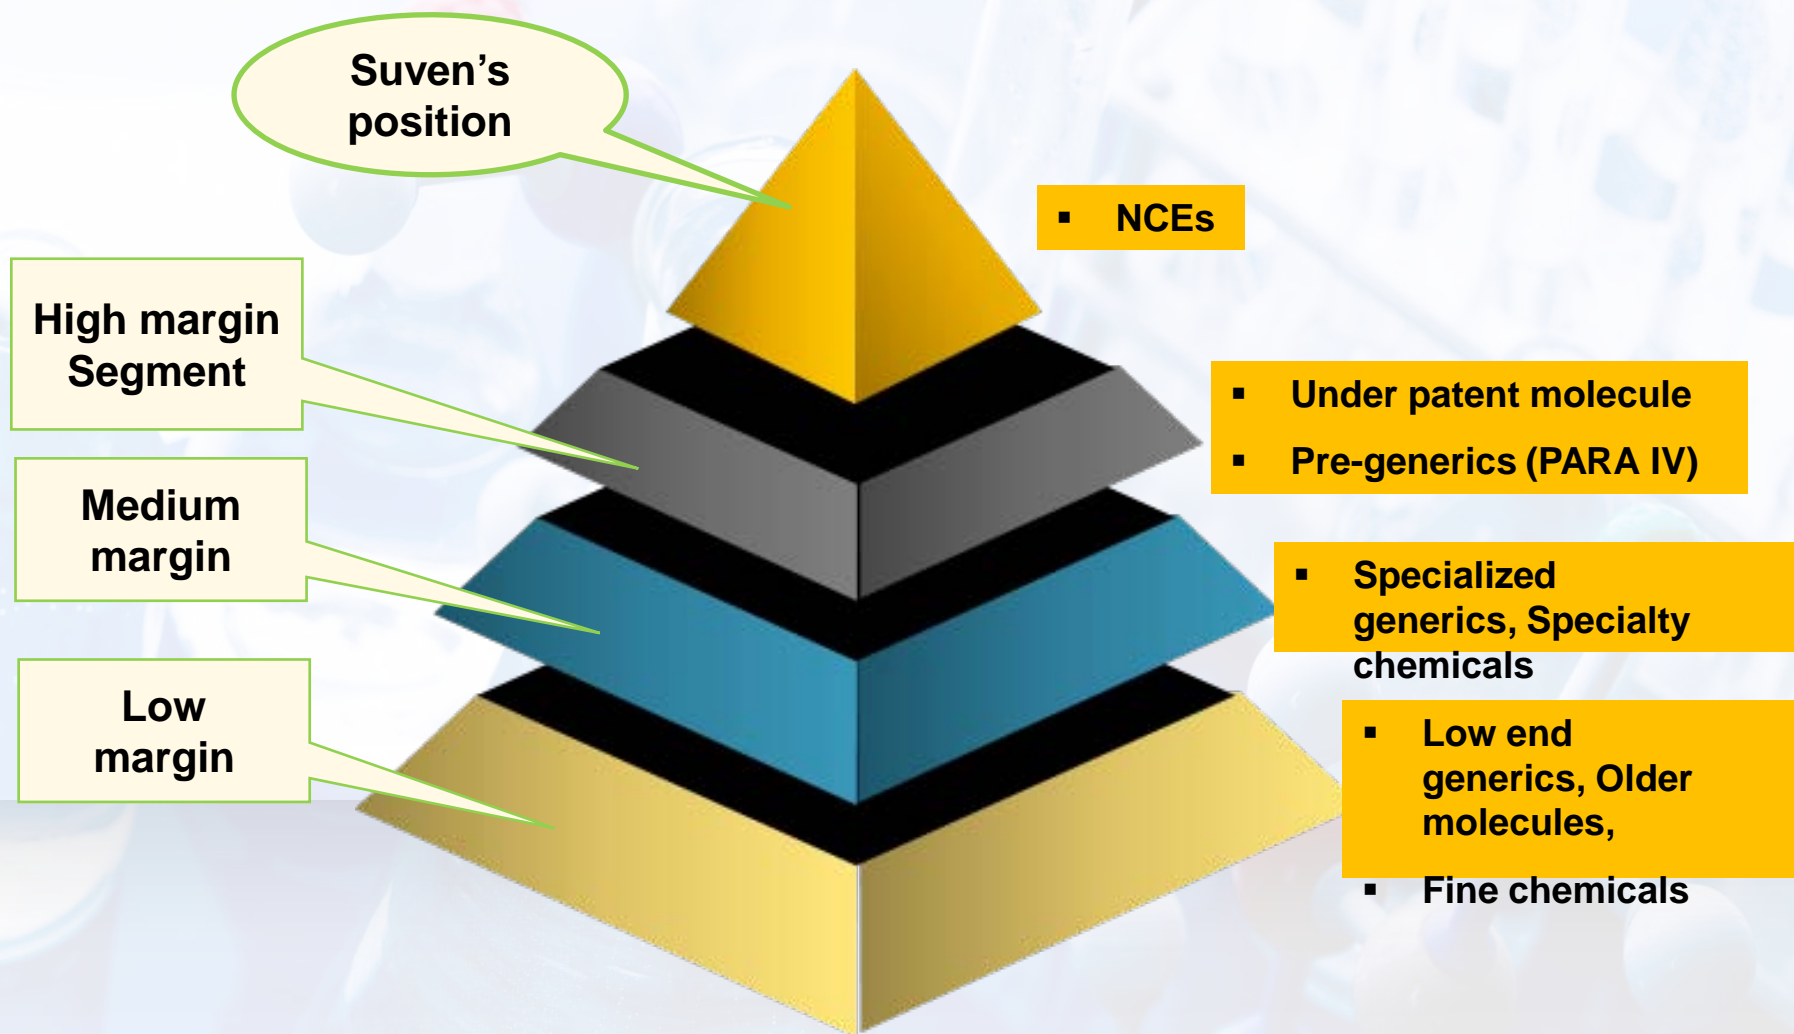 Suven’s
position
▪ NCEs
High margin
Segment
▪ Under patent molecule
▪ Pre-generics (PARA IV)
Medium
margin
▪ Specialized
generics, Specialty
chemicals
Low
margin
▪ Low end
generics, Older
molecules,
▪ Fine chemicals